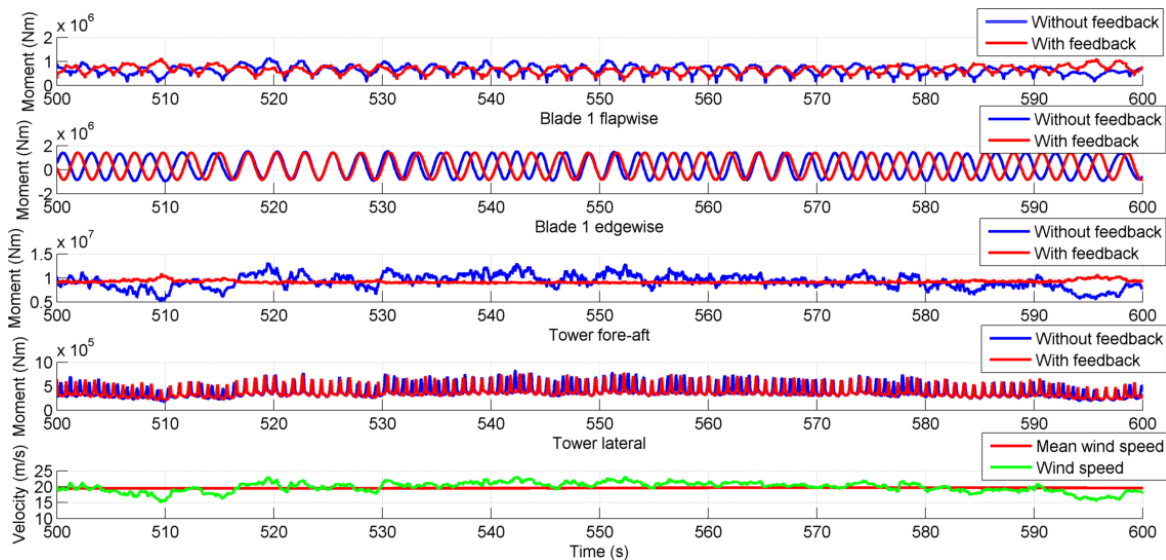 x 10^6
Moment (Nm)
2
1
0
Without feedback
With feedback
500 510 520 530 540 550 560 570 580 590 600
Blade 1 flapwise
x 10^6
Moment (Nm)
2
0
-2
Without feedback
With feedback
500 510 520 530 540 550 560 570 580 590 600
Blade 1 edgewise
x 10^7
Moment (Nm)
1.5
1
0.5
Without feedback
With feedback
500 510 520 530 540 550 560 570 580 590 600
Tower fore-aft
x 10^5
Moment (Nm)
10
5
0
Without feedback
With feedback
500 510 520 530 540 550 560 570 580 590 600
Tower lateral
Velocity (m/s)
25
20
15
10
Mean wind speed
Wind speed
500 510 520 530 540 550 560 570 580 590 600
Time (s)